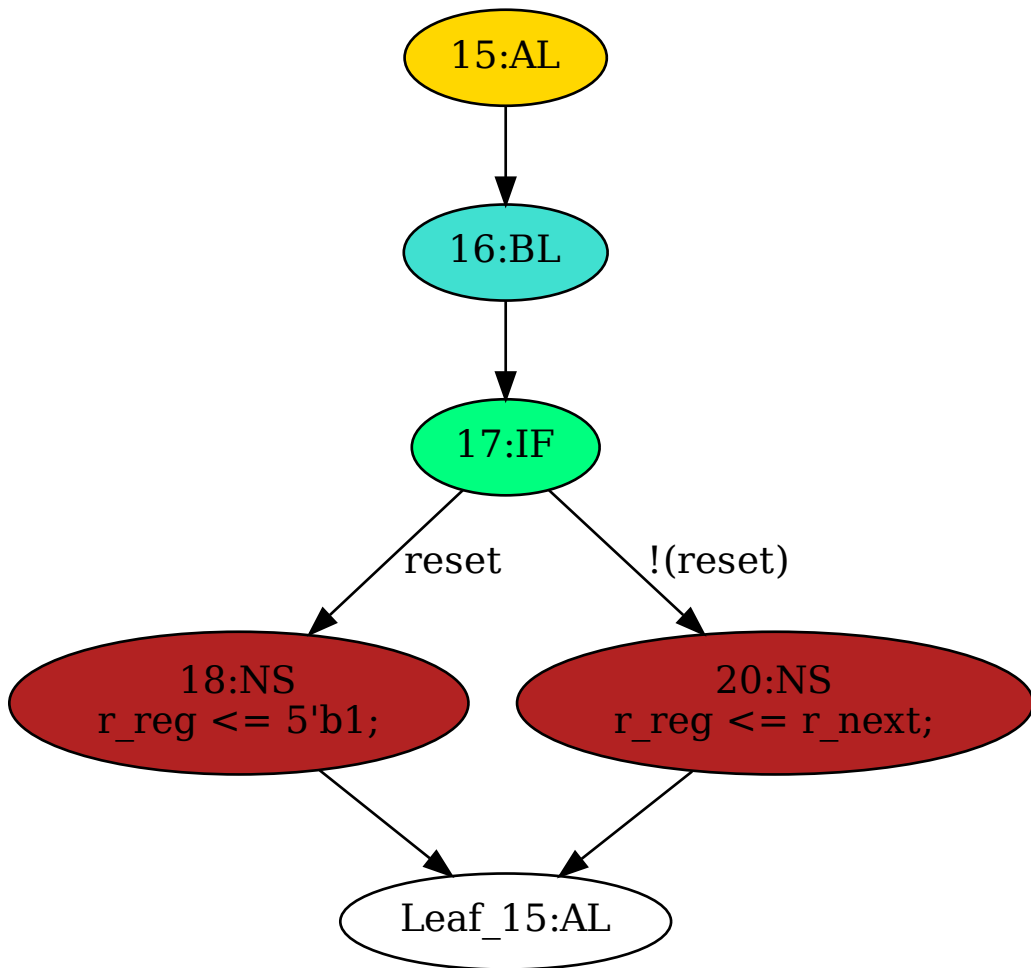 15:AL
16:BL
17:IF
reset
!(reset)
18:NS
r_reg <= 5'b1;
20:NS
r_reg <= r_next;
Leaf_15:AL